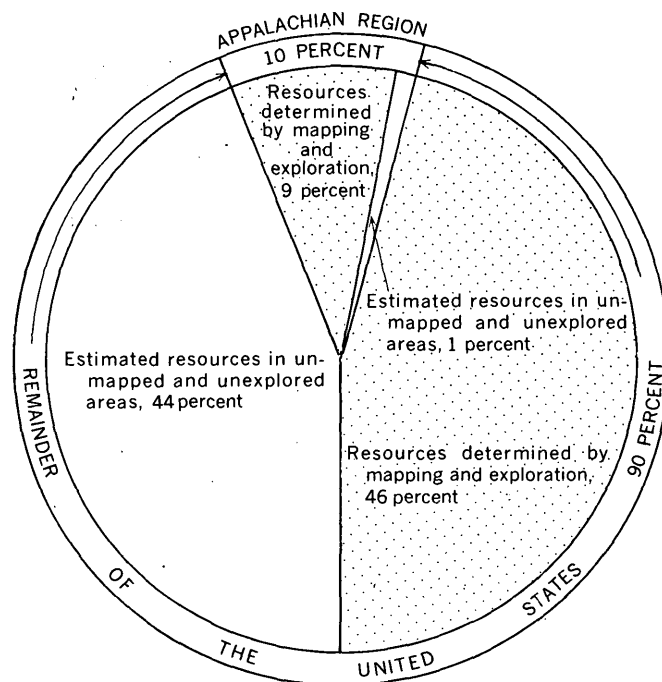 APPALACHIAN REGION
10 PERCENT
Resources
determined
by mapping
and
exploration,
9 percent
Estimated resources in un-
mapped and unexplored
areas, 1 percent
Estimated resources in un-
mapped and unexplored
areas, 44 percent
Resources determined by
mapping and exploration,
46 percent
REMAINDER OF THE UNITED STATES
90 PERCENT